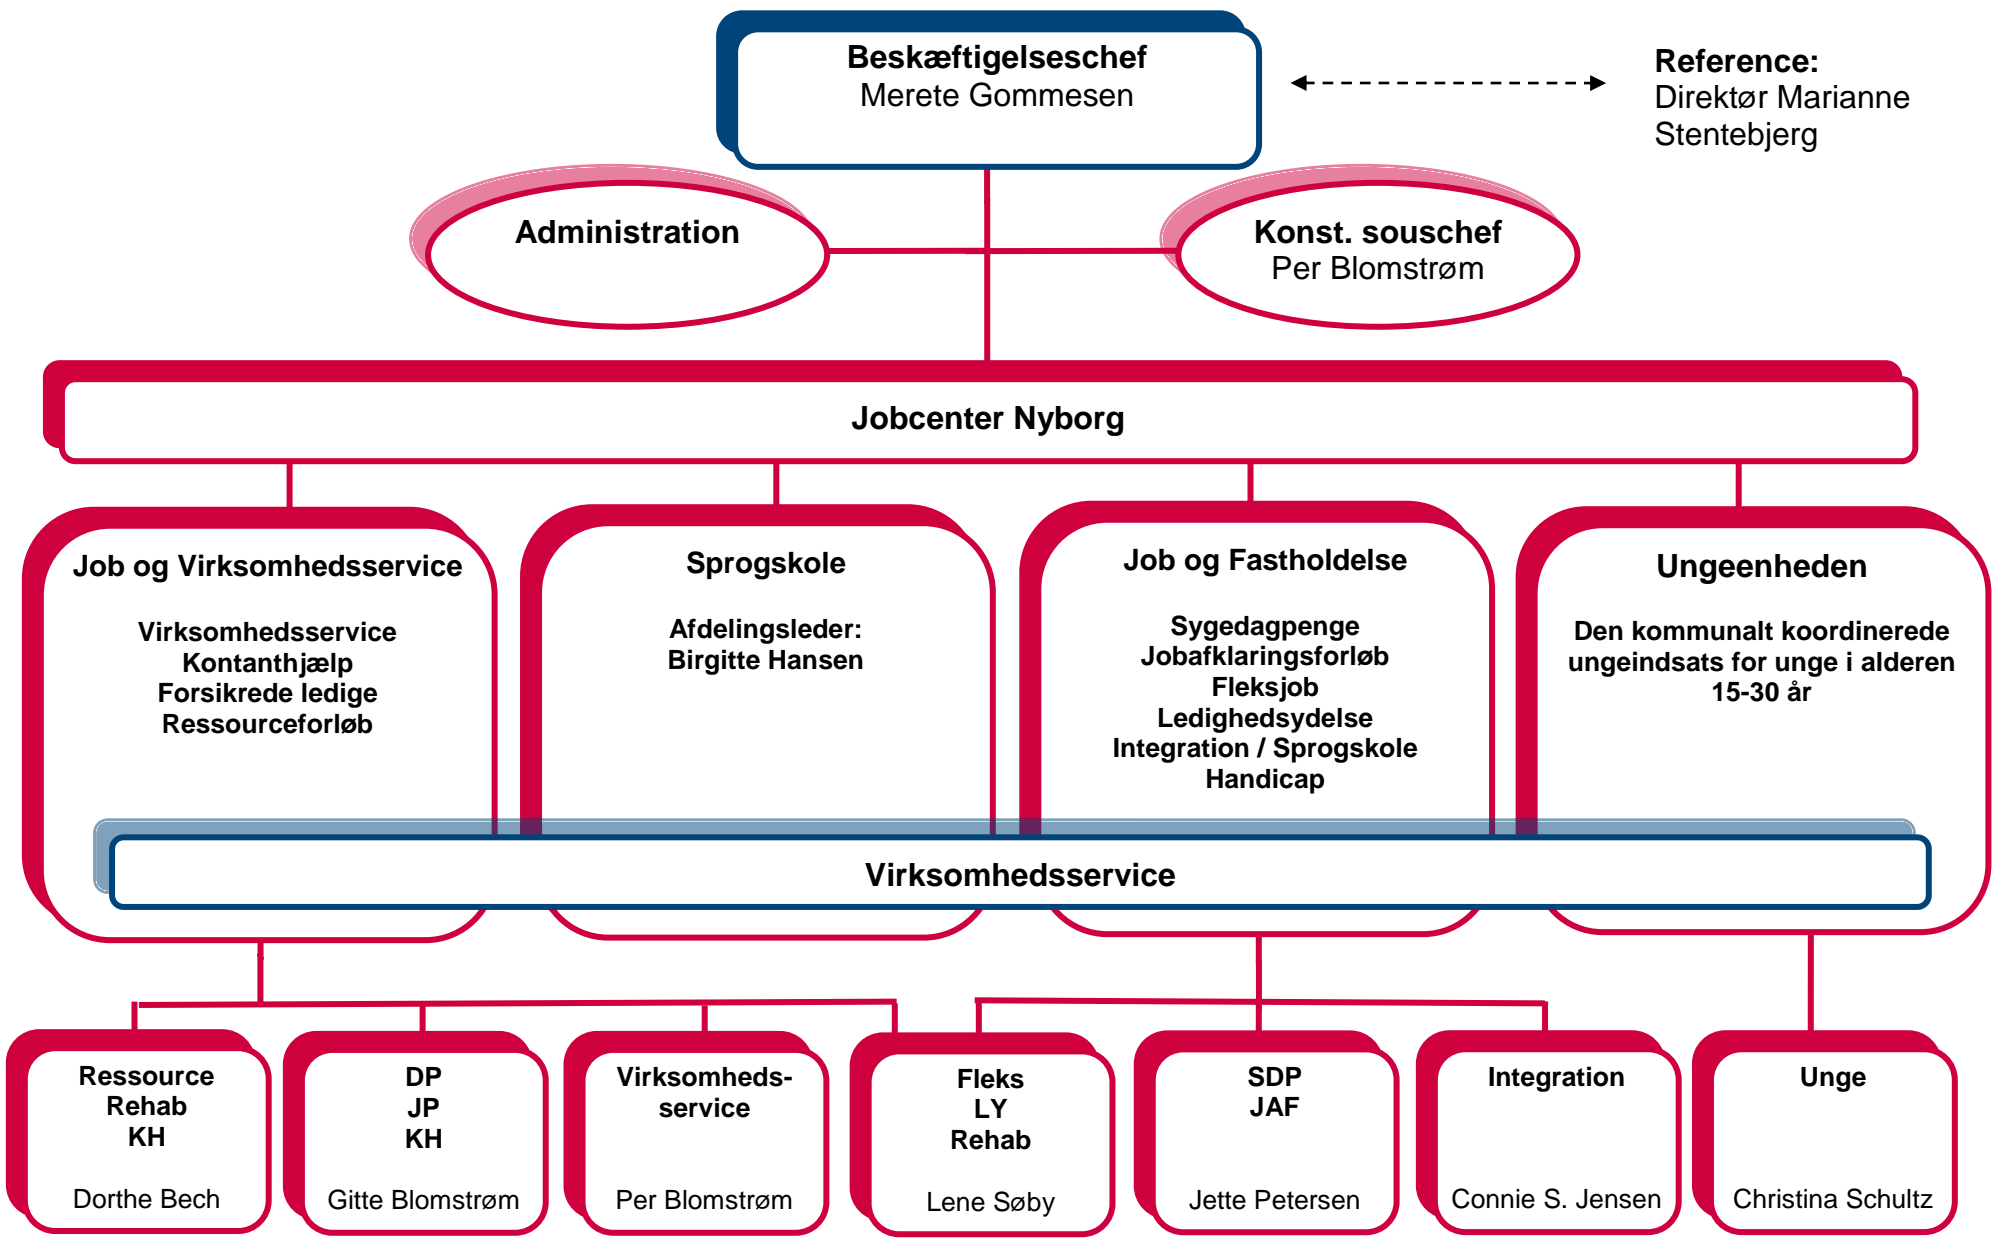 Beskæftigelseschef
Merete Gommesen
Reference:
Direktør Marianne
Stentebjerg
Administration
Konst. souschef
Per Blomstrøm
Jobcenter Nyborg
Job og Virksomhedsservice
Virksomhedsservice
Kontanthjælp
Forsikrede ledige
Ressourceforløb
Sprogskole
Afdelingsleder:
Birgitte Hansen
Job og Fastholdelse
Sygedagpenge
Jobafklaringsforløb
Fleksjob
Ledighedsydelse
Integration / Sprogskole
Handicap
Ungeenheden
Den kommunalt koordinerede
ungeindsats for unge i alderen
15-30 år
Virksomhedsservice
Ressource
Rehab
KH
Dorthe Bech
DP
JP
KH
Gitte Blomstrøm
Virksomheds-
service
Per Blomstrøm
Fleks
LY
Rehab
Lene Søby
SDP
JAF
Jette Petersen
Integration
Connie S. Jensen
Unge
Christina Schultz